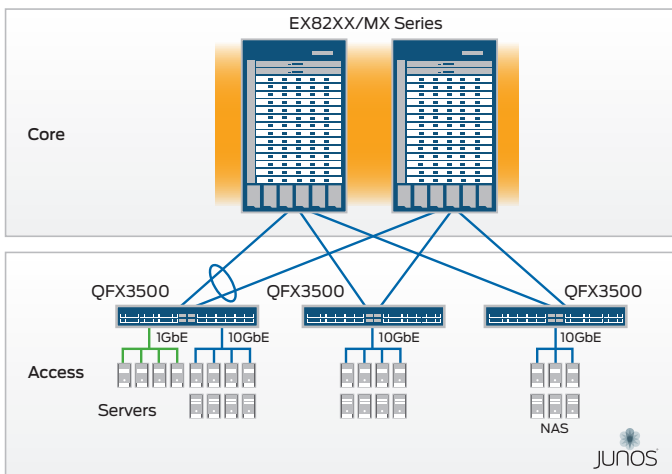 EX82XX/MX Series
Core
QFX3500
QFX3500
QFX3500
1GbE
10GbE
10GbE
10GbE
Access
Servers
NAS
JUNOS